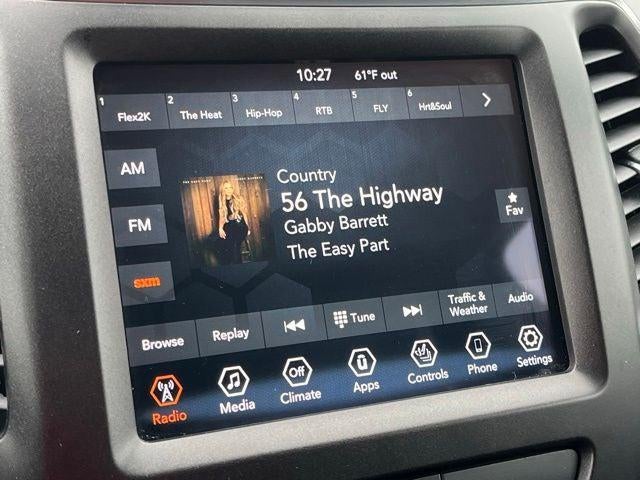 10:27 61°F out
1 Flex2K 2 The Heat 3 Hip-Hop 4 RTB 5 FLY 6 Hrt&Soul
AM
FM
sxm
Country
56 The Highway
Gabby Barrett
The Easy Part
Fav
Browse Replay Tune Traffic & Weather Audio
Radio Media Off Climate Apps Controls Phone Settings